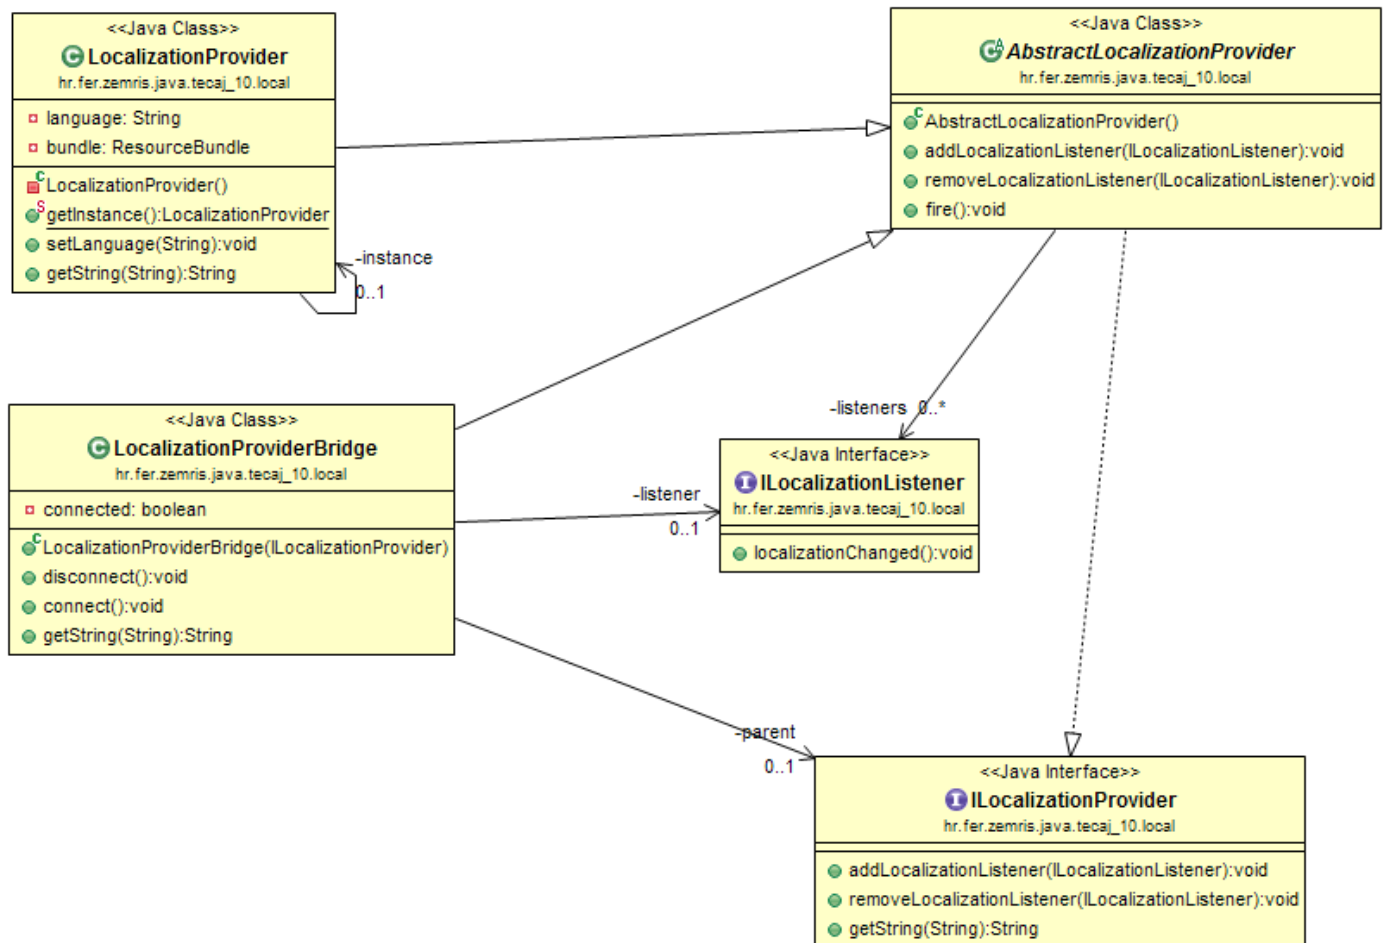 <<Java Class>>
LocalizationProvider
hr.fer.zemris.java.tecaj_10.local
language: String
bundle: ResourceBundle
LocalizationProvider()
getInstance():LocalizationProvider
setLanguage(String):void
getString(String):String
-instance
0..1
<<Java Class>>
AbstractLocalizationProvider
hr.fer.zemris.java.tecaj_10.local
AbstractLocalizationProvider()
addLocalizationListener(ILocalizationListener):void
removeLocalizationListener(ILocalizationListener):void
fire():void
-listeners 0..*
<<Java Class>>
LocalizationProviderBridge
hr.fer.zemris.java.tecaj_10.local
connected: boolean
LocalizationProviderBridge(ILocalizationProvider)
disconnect():void
connect():void
getString(String):String
-listener
0..1
<<Java Interface>>
ILocalizationListener
hr.fer.zemris.java.tecaj_10.local
localizationChanged():void
-parent
0..1
<<Java Interface>>
ILocalizationProvider
hr.fer.zemris.java.tecaj_10.local
addLocalizationListener(ILocalizationListener):void
removeLocalizationListener(ILocalizationListener):void
getString(String):String